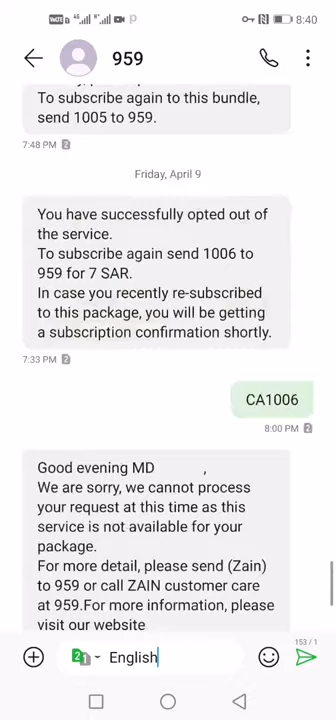 8:40
959
To subscribe again to this bundle,
send 1005 to 959.
7:48 PM 2
Friday, April 9
You have successfully opted out of
the service.
To subscribe again send 1006 to
959 for 7 SAR.
In case you recently re-subscribed
to this package, you will be getting
a subscription confirmation shortly.
7:33 PM 2
CA1006
8:00 PM 2
Good evening MD ,
We are sorry, we cannot process
your request at this time as this
service is not available for your
package.
For more detail, please send (Zain)
to 959 or call ZAIN customer care
at 959.For more information, please
visit our website
153 / 1
2 1 English